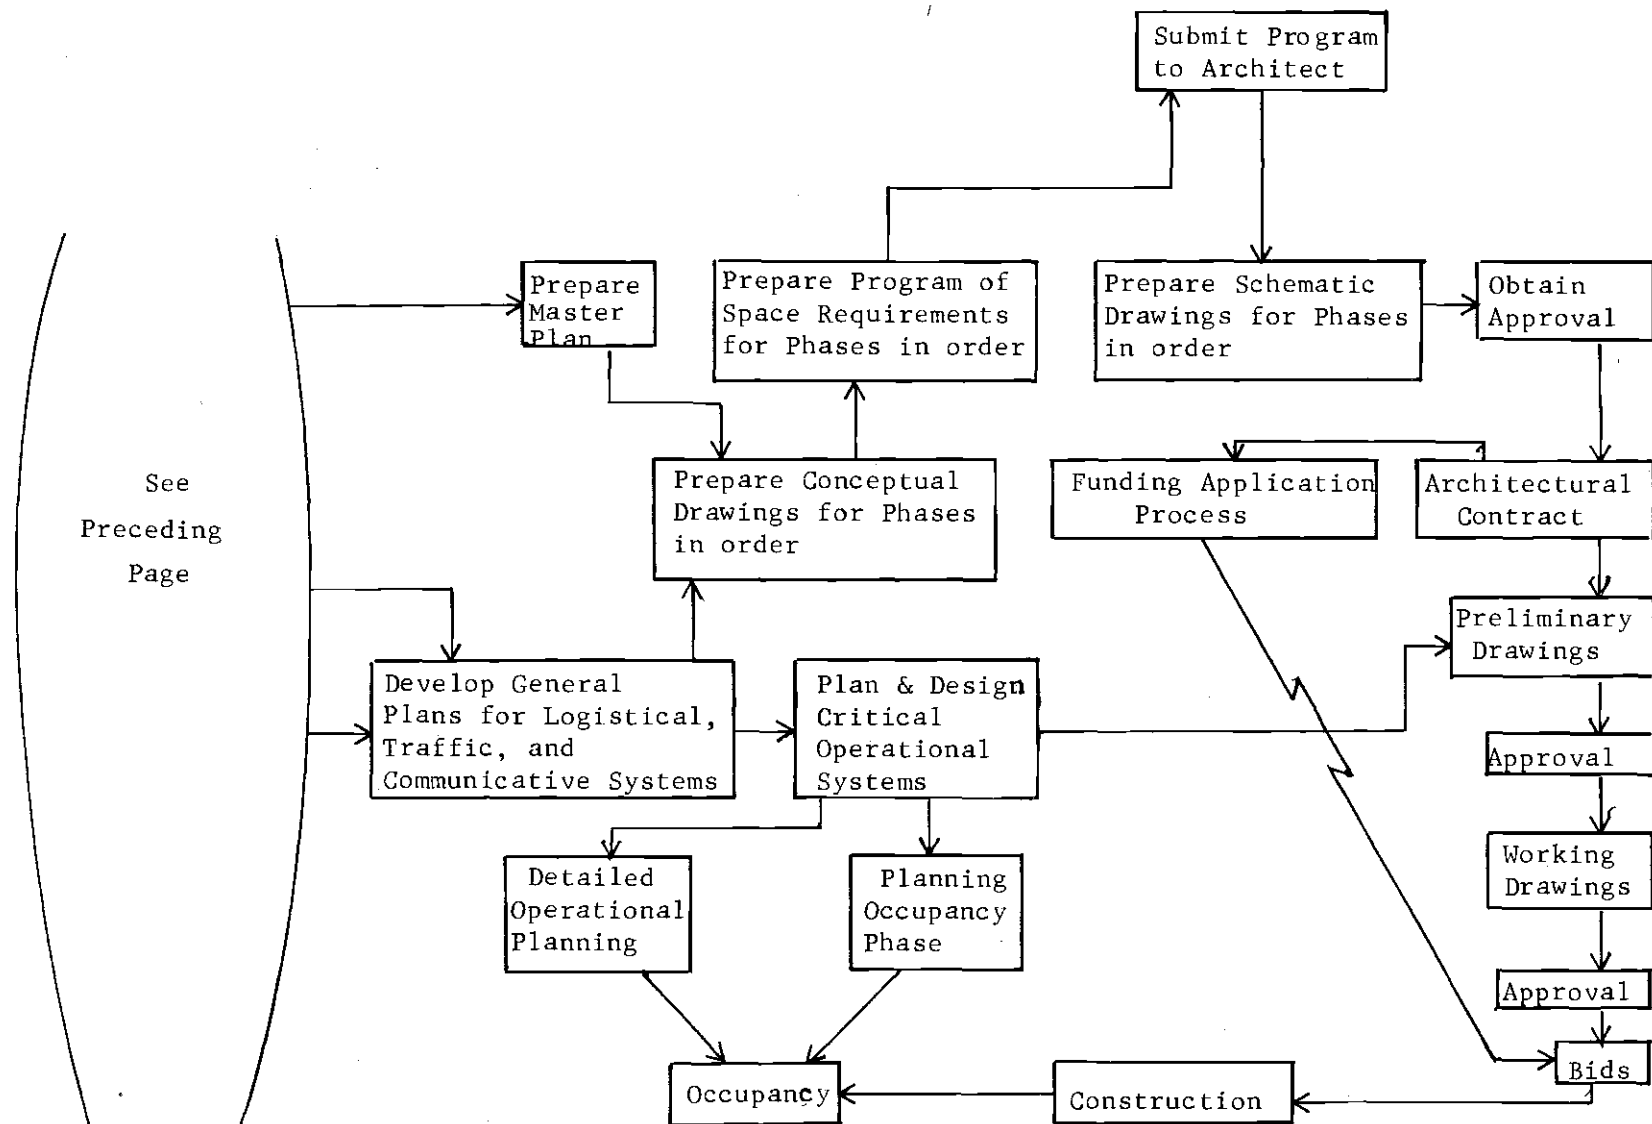 Submit Program
to Architect
Prepare
Master
Plan
Prepare Program of
Space Requirements
for Phases in order
Prepare Schematic
Drawings for Phases
in order
Obtain
Approval
See
Preceding
Page
Prepare Conceptual
Drawings for Phases
in order
Funding Application
Process
Architectural
Contract
Preliminary
Drawings
Develop General
Plans for Logistical,
Traffic, and
Communicative Systems
Plan & Design
Critical
Operational
Systems
Approval
Working
Drawings
Detailed
Operational
Planning
Planning
Occupancy
Phase
Approval
Bids
Occupancy
Construction